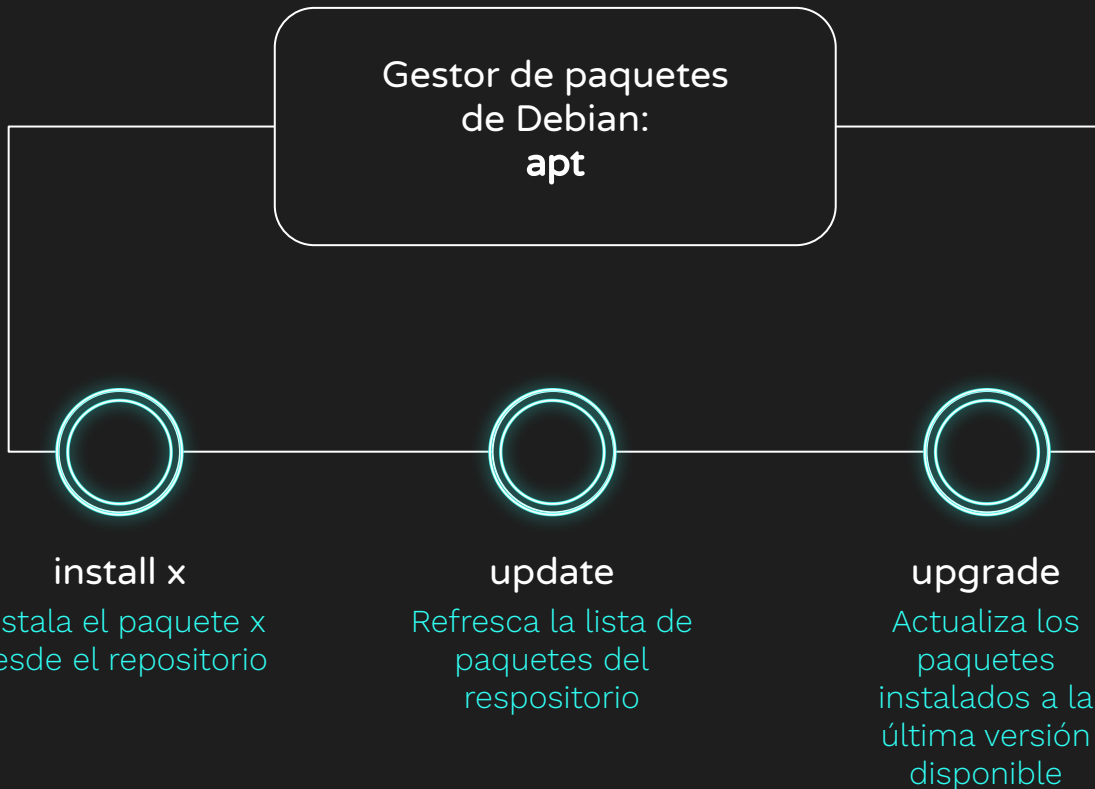 Gestor de paquetes
de Debian:
apt
install x
stala el paquete x
esde el repositorio
update
Refresca la lista de
paquetes del
respositorio
upgrade
Actualiza los
paquetes
instalados a la
última versión
disponible